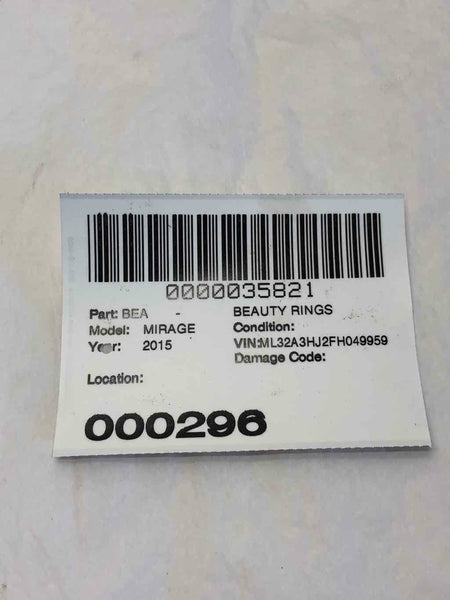 0000035821
Part: BEA - BEAUTY RINGS
Model: MIRAGE Condition:
Year: 2015 VIN:ML32A3HJ2FH049959
Damage Code:
Location:
000296